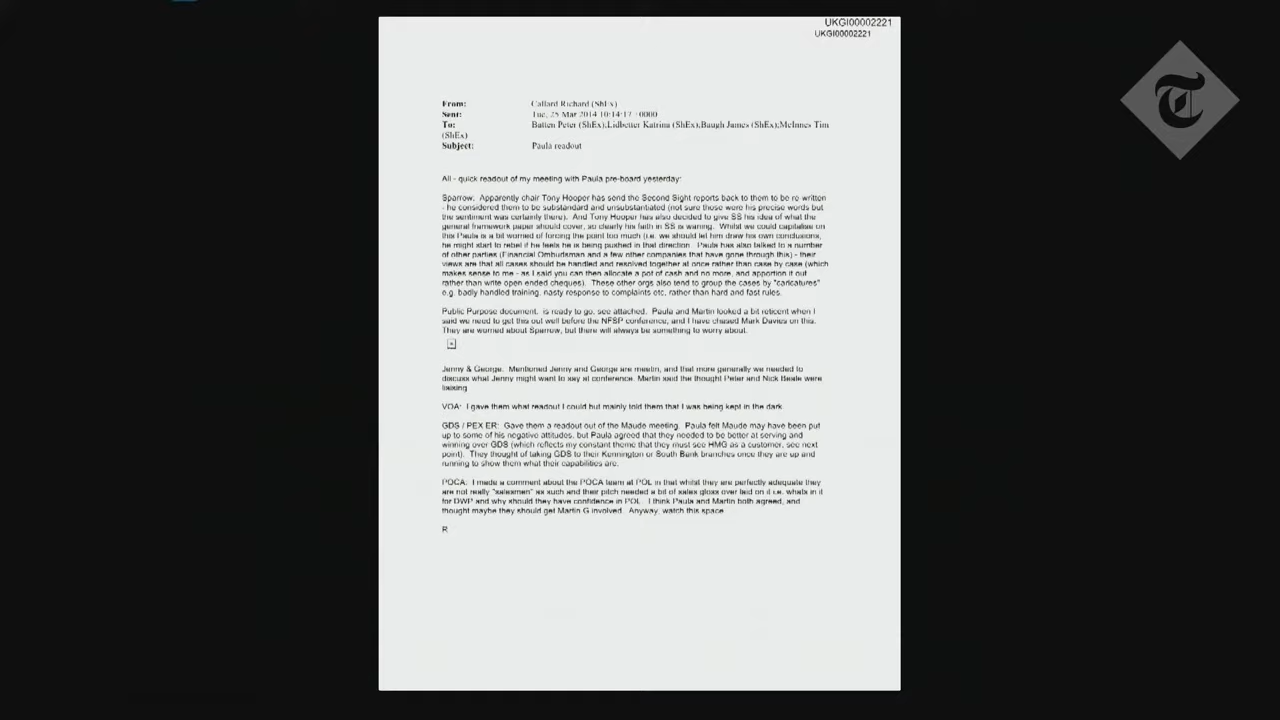 UKGI00002221
UKGI00002221
From: Callard Richard (ShEx)
Sent: Tue, 25 Mar 2014 10:14:17 +0000
To: Batten Peter (ShEx);Lidbetter Katrina (ShEx);Baugh James (ShEx);McInnes Tim
(ShEx)
Subject: Paula readout
All - quick readout of my meeting with Paula pre-board yesterday:
Sparrow. Apparently chair Tony Hooper has send the Second Sight reports back to them to be re-written
- he considered them to be substandard and unsubstantiated (not sure those were his precise words but
the sentiment was certainly there). And Tony Hooper has also decided to give SS his idea of what the
general framework paper should cover, so clearly his faith in SS is waning. Whilst we could capitalise on
this Paula is a bit worried of forcing the point too much (i.e. we should let him draw his own conclusions,
he might start to rebel if he feels he is being pushed in that direction. Paula has also talked to a number
of other parties (Financial Ombudsman and a few other companies that have gone through this) - their
views are that all cases should be handled and resolved together at once rather than case by case (which
makes sense to me - as I said you can then allocate a pot of cash and no more, and apportion it out
rather than write open ended cheques). These other orgs also tend to group the cases by "caricatures"
e.g. badly handled training, nasty response to complaints etc, rather than hard and fast rules.
Public Purpose document. is ready to go, see attached. Paula and Martin looked a bit reticent when I
said we need to get this out well before the NFSP conference, and I have chased Mark Davies on this.
They are worried about Sparrow, but there will always be something to worry about.
Jenny & George. Mentioned Jenny and George are meetin, and that more generally we needed to
discuss what Jenny might want to say at conference. Martin said the thought Peter and Nick Beale were
liaising
VOA: I gave them what readout I could but mainly told them that I was being kept in the dark.
GDS / PEX ER: Gave them a readout out of the Maude meeting. Paula felt Maude may have been put
up to some of his negative attitudes, but Paula agreed that they needed to be better at serving and
winning over GDS (which reflects my constant theme that they must see HMG as a customer, see next
point). They thought of taking GDS to their Kennington or South Bank branches once they are up and
running to show them what their capabilities are.
POCA: I made a comment about the POCA team at POL in that whilst they are perfectly adequate they
are not really "salesmen" as such and their pitch needed a bit of sales gloss over laid on it i.e. whats in it
for DWP and why should they have confidence in POL. I think Paula and Martin both agreed, and
thought maybe they should get Martin G involved. Anyway, watch this space
R
T